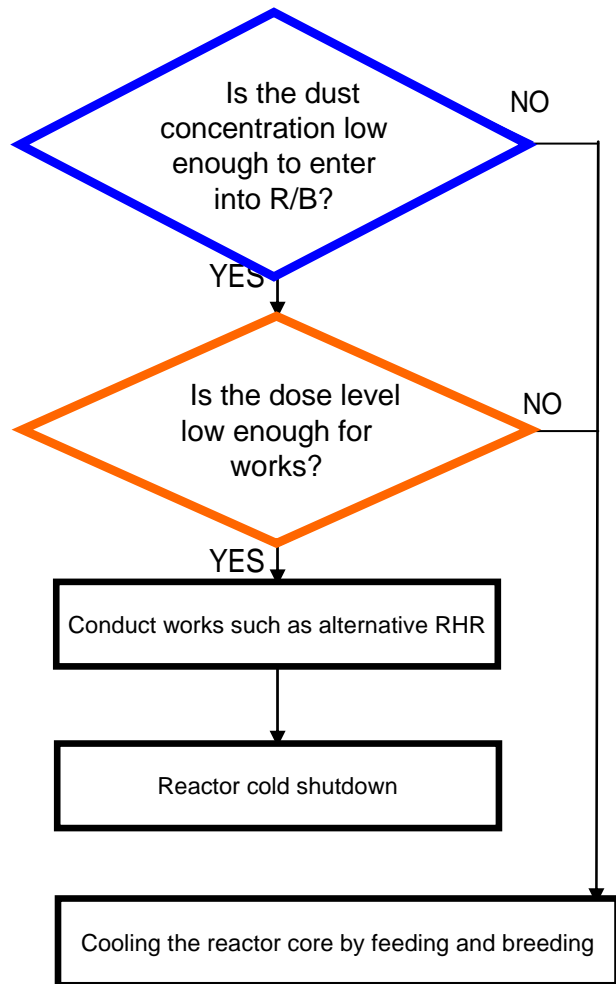 Is the dust
concentration low
enough to enter
into R/B?
NO
YES
Is the dose level
low enough for
works?
NO
YES
Conduct works such as alternative RHR
Reactor cold shutdown
Cooling the reactor core by feeding and breeding